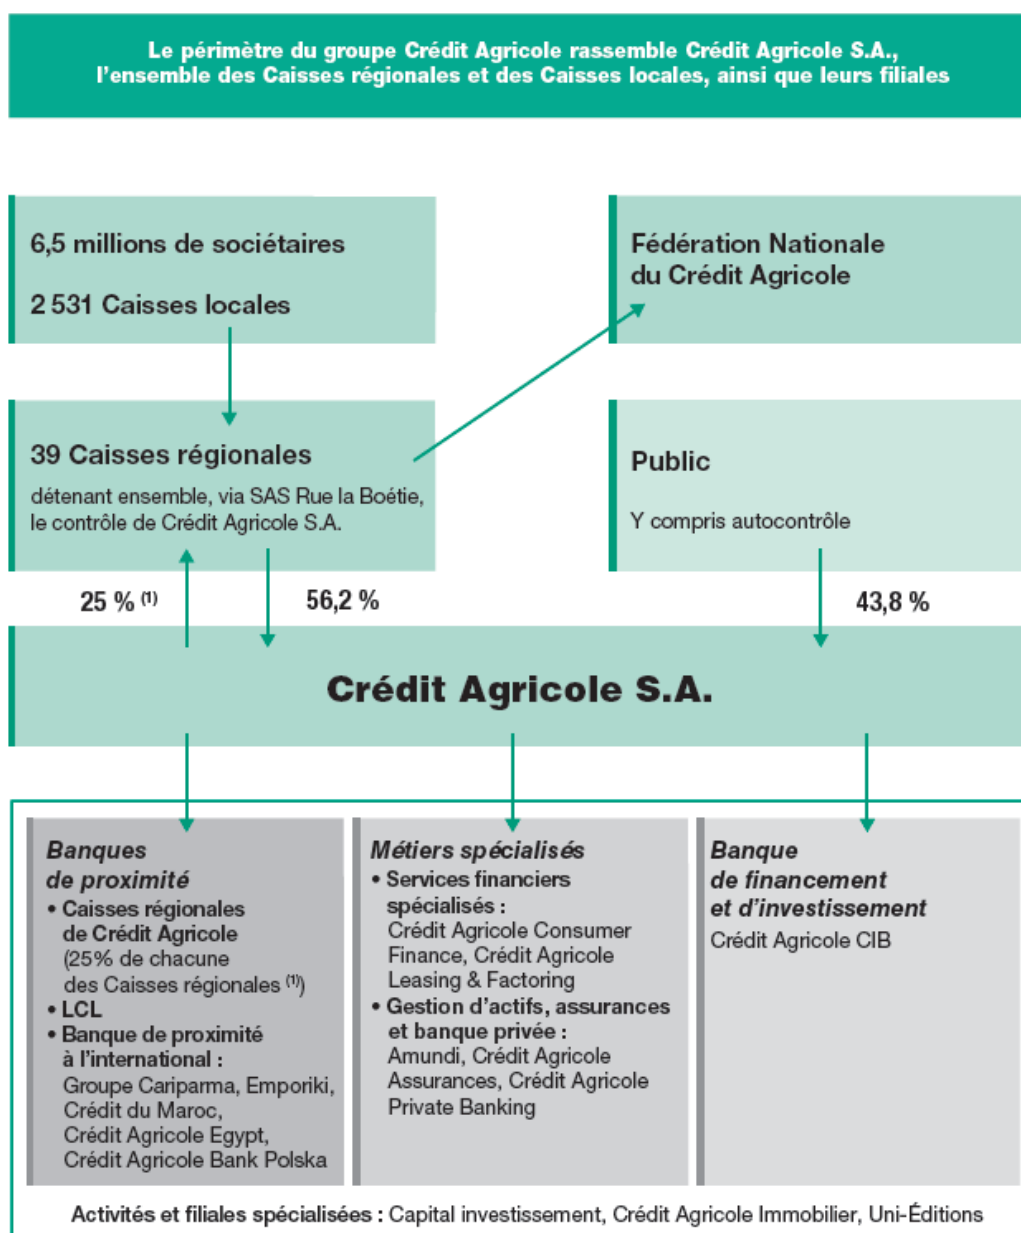 Le périmètre du groupe Crédit Agricole rassemble Crédit Agricole S.A.,
l'ensemble des Caisses régionales et des Caisses locales, ainsi que leurs filiales
6,5 millions de sociétaires
2 531 Caisses locales
Fédération Nationale
du Crédit Agricole
39 Caisses régionales
détenant ensemble, via SAS Rue la Boétie,
le contrôle de Crédit Agricole S.A.
Public
Y compris autocontrôle
25 % (1)
56,2 %
43,8 %
Crédit Agricole S.A.
Banques
de proximité
• Caisses régionales
de Crédit Agricole
(25% de chacune
des Caisses régionales (1))
• LCL
• Banque de proximité
à l'international :
Groupe Cariparma, Emporiki,
Crédit du Maroc,
Crédit Agricole Egypt,
Crédit Agricole Bank Polska
Métiers spécialisés
• Services financiers
spécialisés :
Crédit Agricole Consumer
Finance, Crédit Agricole
Leasing & Factoring
• Gestion d'actifs, assurances
et banque privée :
Amundi, Crédit Agricole
Assurances, Crédit Agricole
Private Banking
Banque
de financement
et d'investissement
Crédit Agricole CIB
Activités et filiales spécialisées : Capital investissement, Crédit Agricole Immobilier, Uni-Éditions